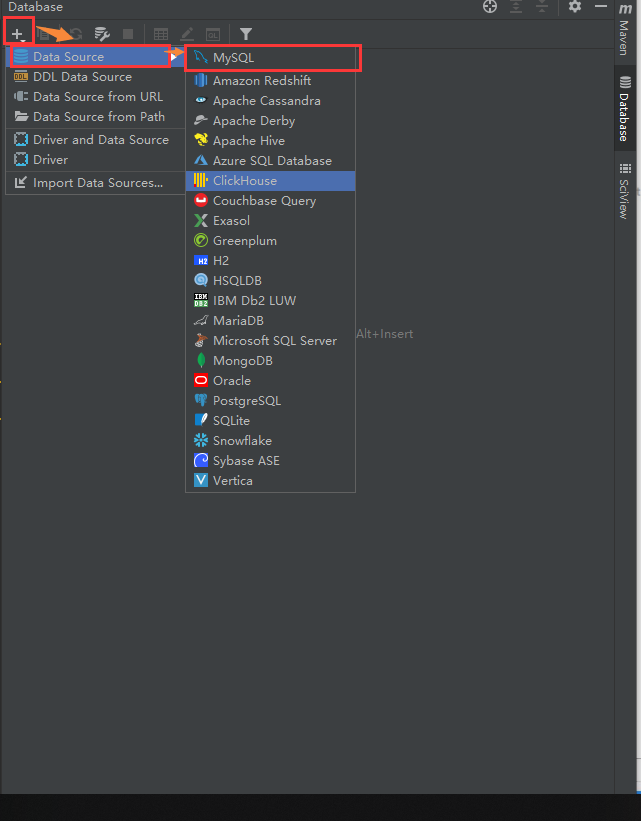 Database
Data Source
DDL Data Source
Data Source from URL
Data Source from Path
Driver and Data Source
Driver
Import Data Sources...
MySQL
Amazon Redshift
Apache Cassandra
Apache Derby
Apache Hive
Azure SQL Database
ClickHouse
Couchbase Query
Exasol
Greenplum
H2
HSQLDB
IBM Db2 LUW
MariaDB
Microsoft SQL Server
MongoDB
Oracle
PostgreSQL
SQLite
Snowflake
Sybase ASE
Vertica
Alt+Insert
Maven
Database
SciView